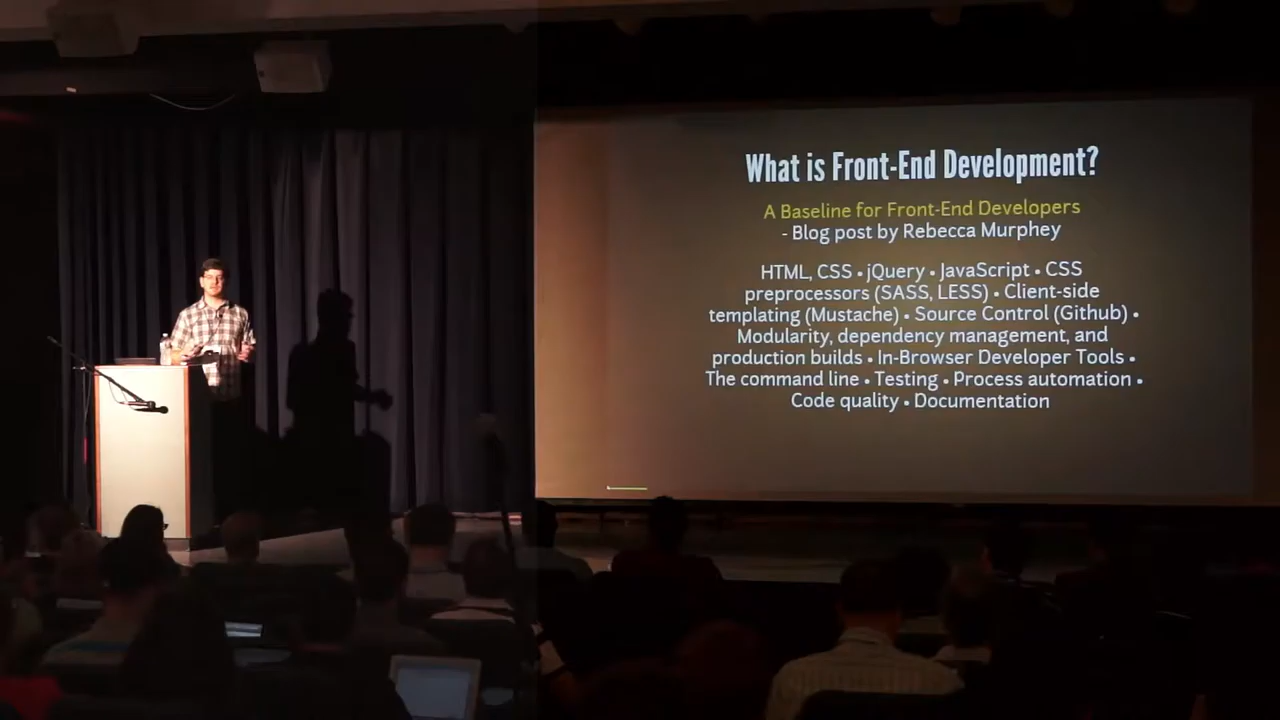 What is Front-End Development?
A Baseline for Front-End Developers
- Blog post by Rebecca Murphey
HTML, CSS • jQuery • JavaScript • CSS
preprocessors (SASS, LESS) • Client-side
templating (Mustache) • Source Control (Github) •
Modularity, dependency management, and
production builds • In-Browser Developer Tools •
The command line • Testing • Process automation •
Code quality • Documentation